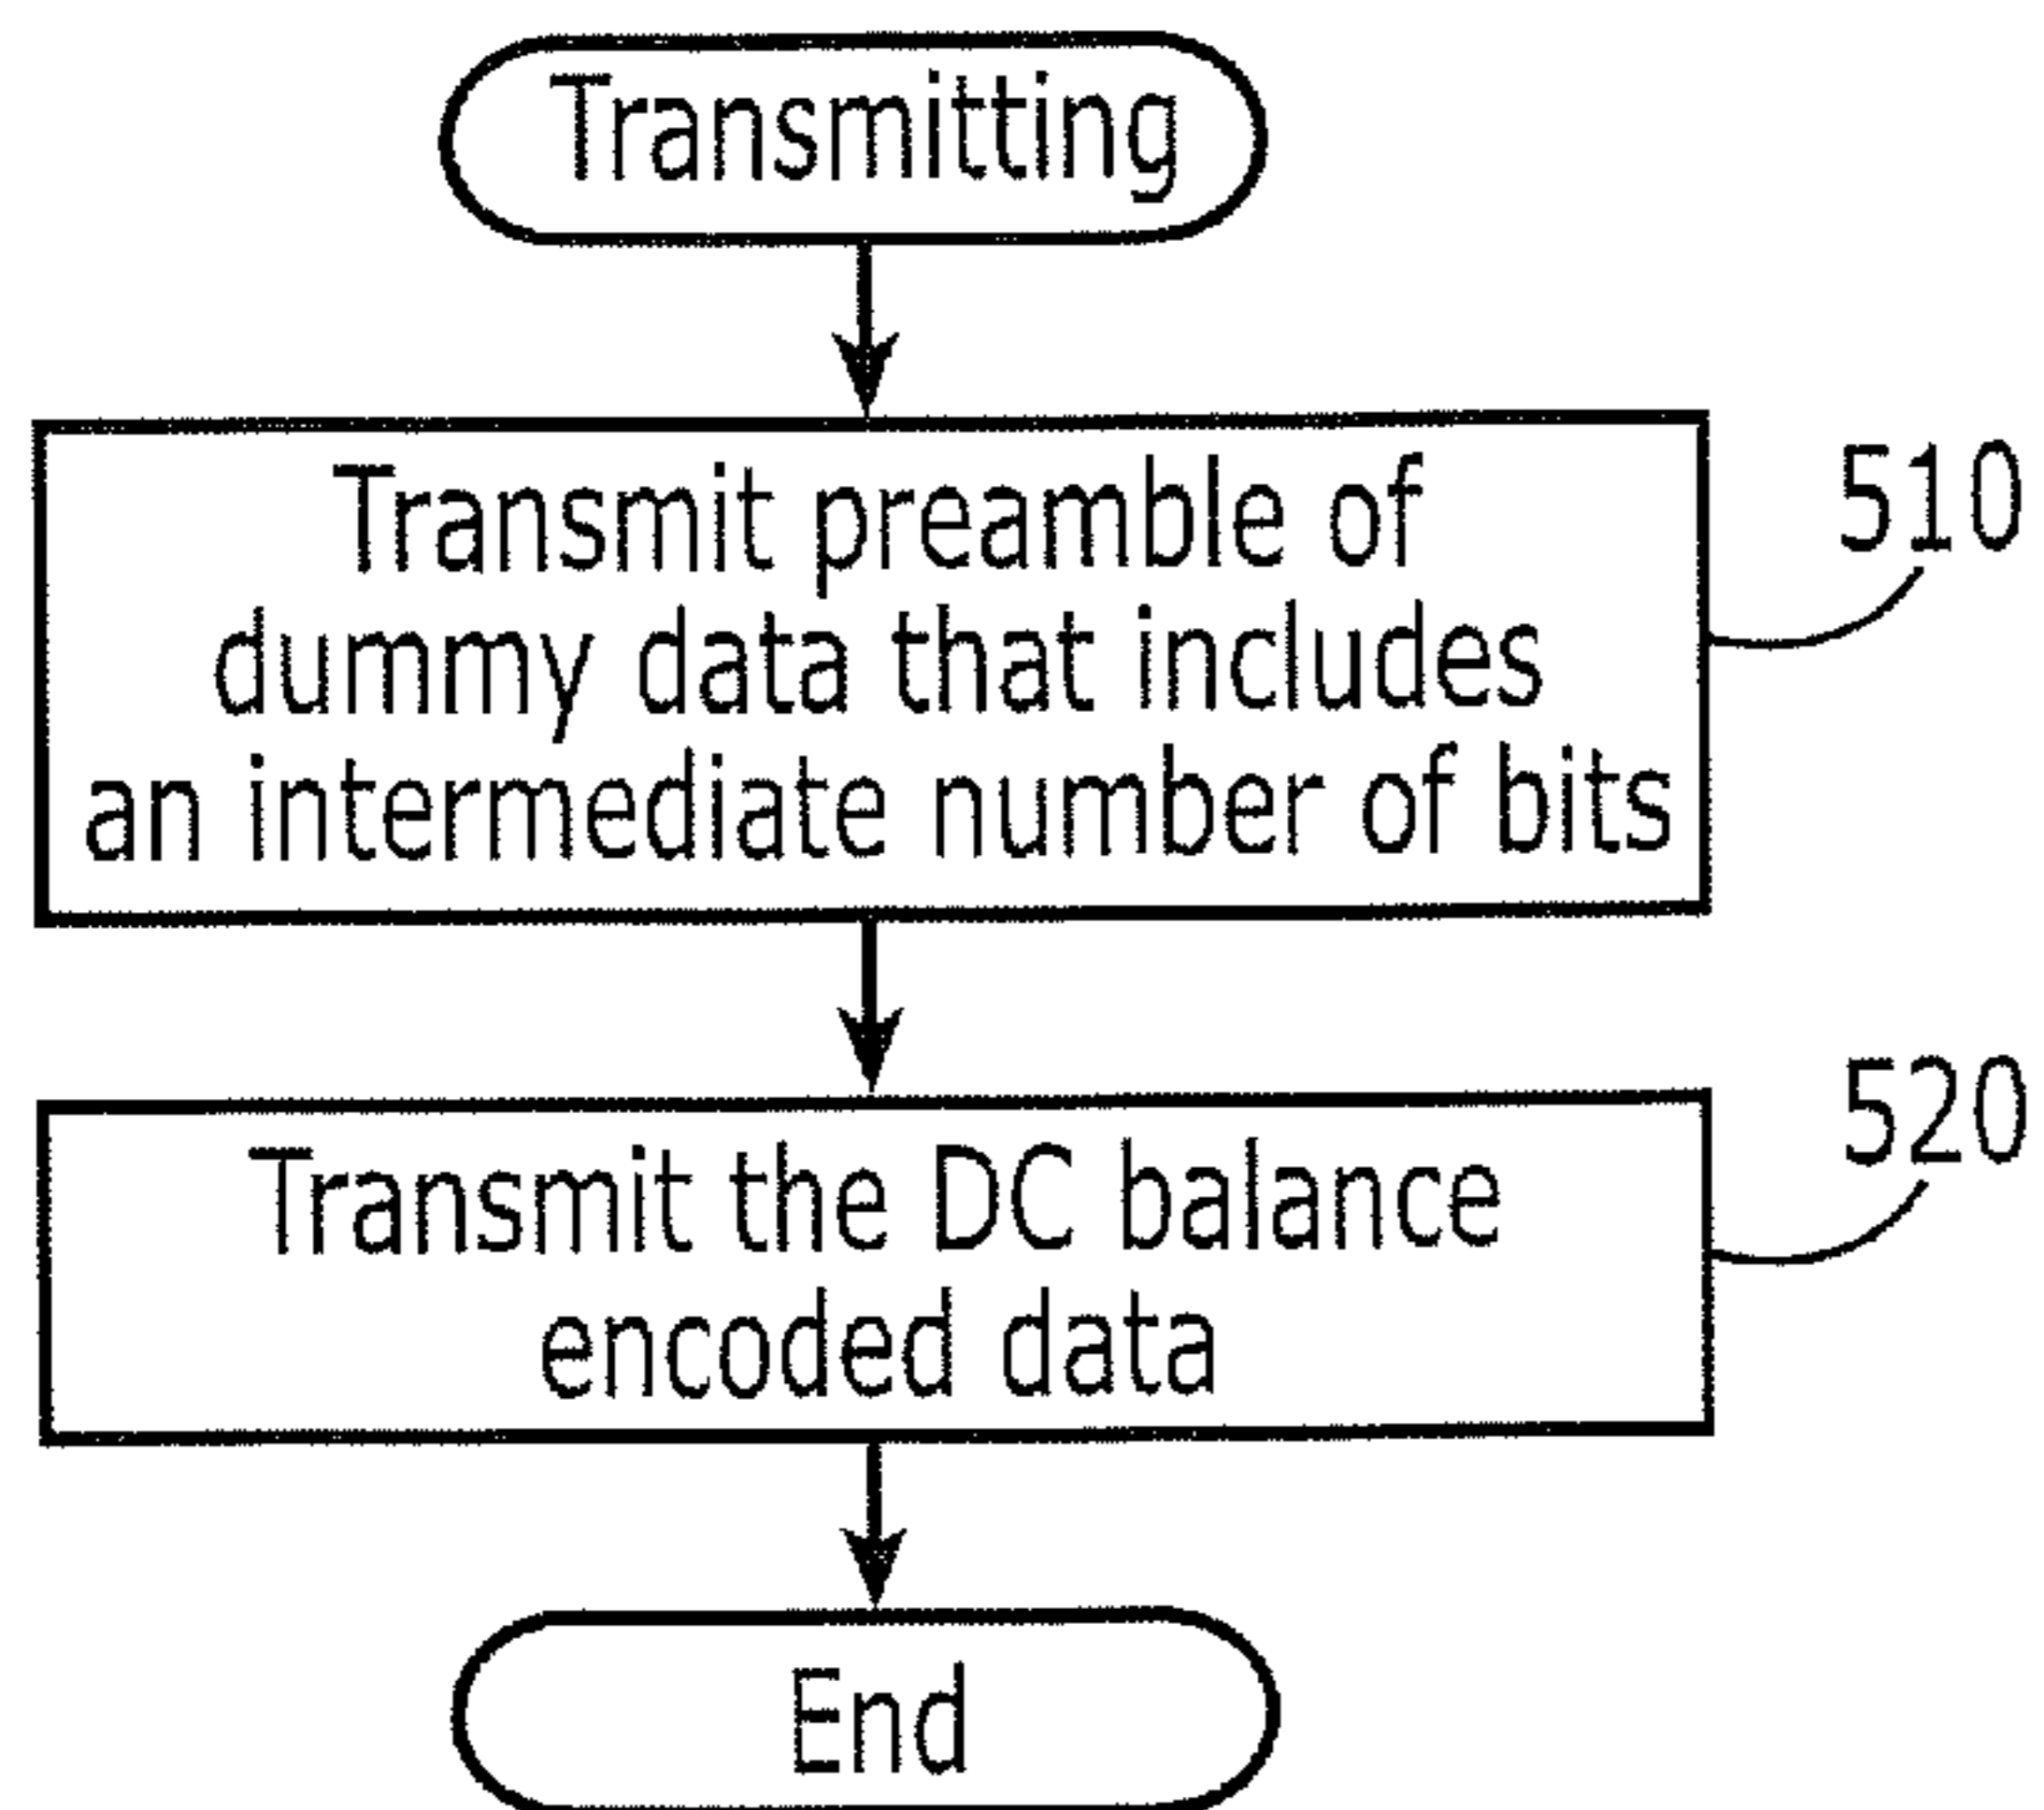 Transmitting
Transmit preamble of
dummy data that includes
an intermediate number of bits
510
Transmit the DC balance
encoded data
520
End